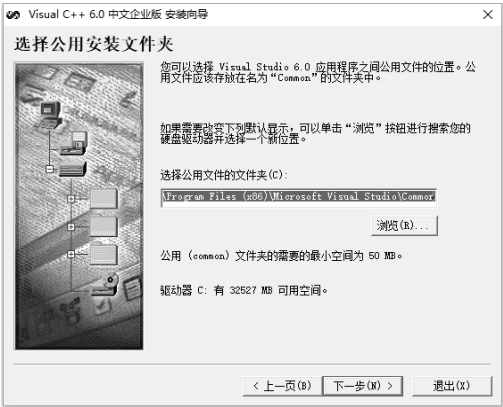 Visual C++ 6.0 中文企业版 安装向导
选择公用安装文件夹
您可以选择 Visual Studio 6.0 应用程序之间公用文件的位置。公
用文件应该存放在名为“Common”的文件夹中。
如果需要改变下列默认显示，可以单击“浏览”按钮进行搜索您的
硬盘驱动器并选择一个新位置。
选择公用文件的文件夹(C):
\Program Files (x86)\Microsoft Visual Studio\Common
浏览(R)...
公用 (common) 文件夹的需要的最小空间为 50 MB。
驱动器 C: 有 32527 MB 可用空间。
< 上一页(B)
下一步(N) >
退出(X)